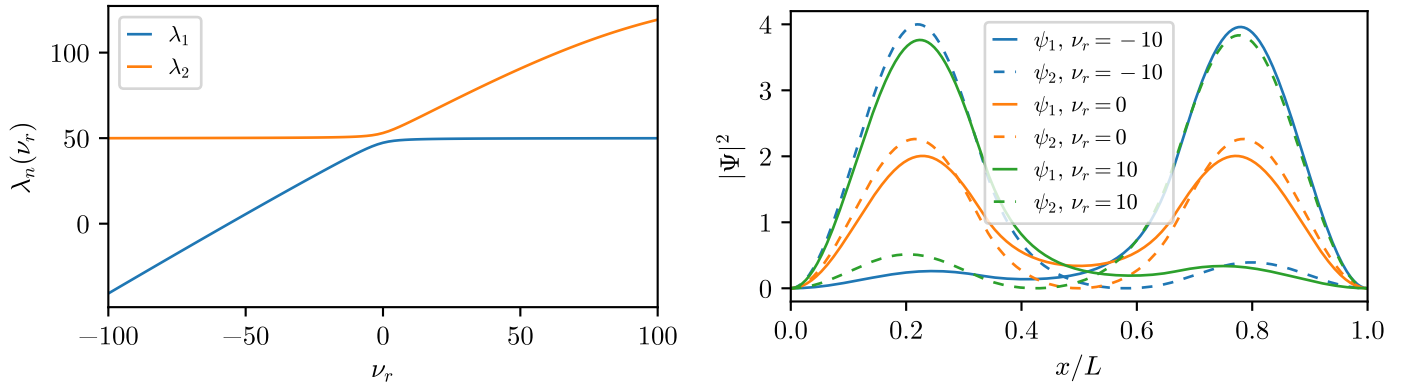 λ₁
λ₂
100
50
0
λₙ(νᵣ)
−100
−50
0
50
100
νᵣ
ψ₁, νᵣ = −10
ψ₂, νᵣ = −10
ψ₁, νᵣ = 0
ψ₂, νᵣ = 0
ψ₁, νᵣ = 10
ψ₂, νᵣ = 10
4
3
2
1
0
|Ψ|²
0.0
0.2
0.4
0.6
0.8
1.0
x/L